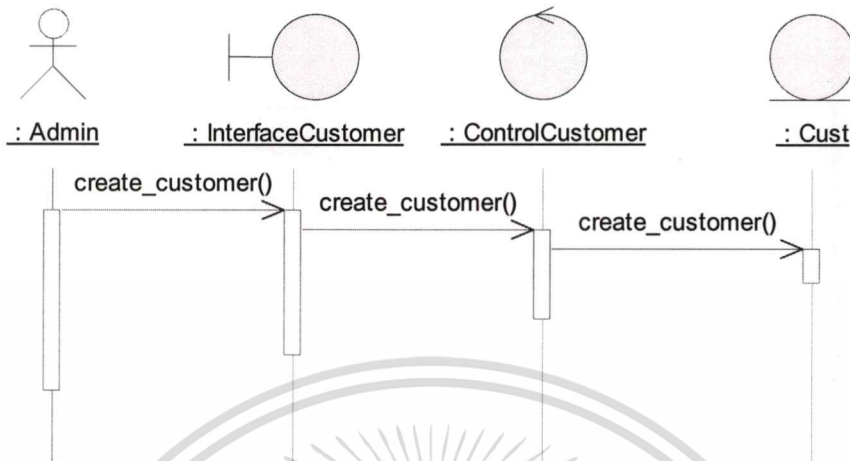 : Admin
: InterfaceCustomer
: ControlCustomer
: Cust
create_customer()
create_customer()
create_customer()